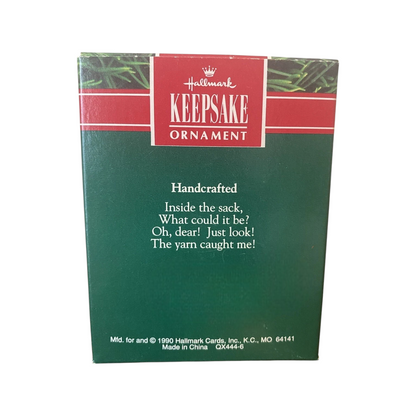 Hallmark
KEEPSAKE
ORNAMENT
Handcrafted
Inside the sack,
What could it be?
Oh, dear! Just look!
The yarn caught me!
Mfd. for and © 1990 Hallmark Cards, Inc., K.C., MO 64141
Made in China QX444-6